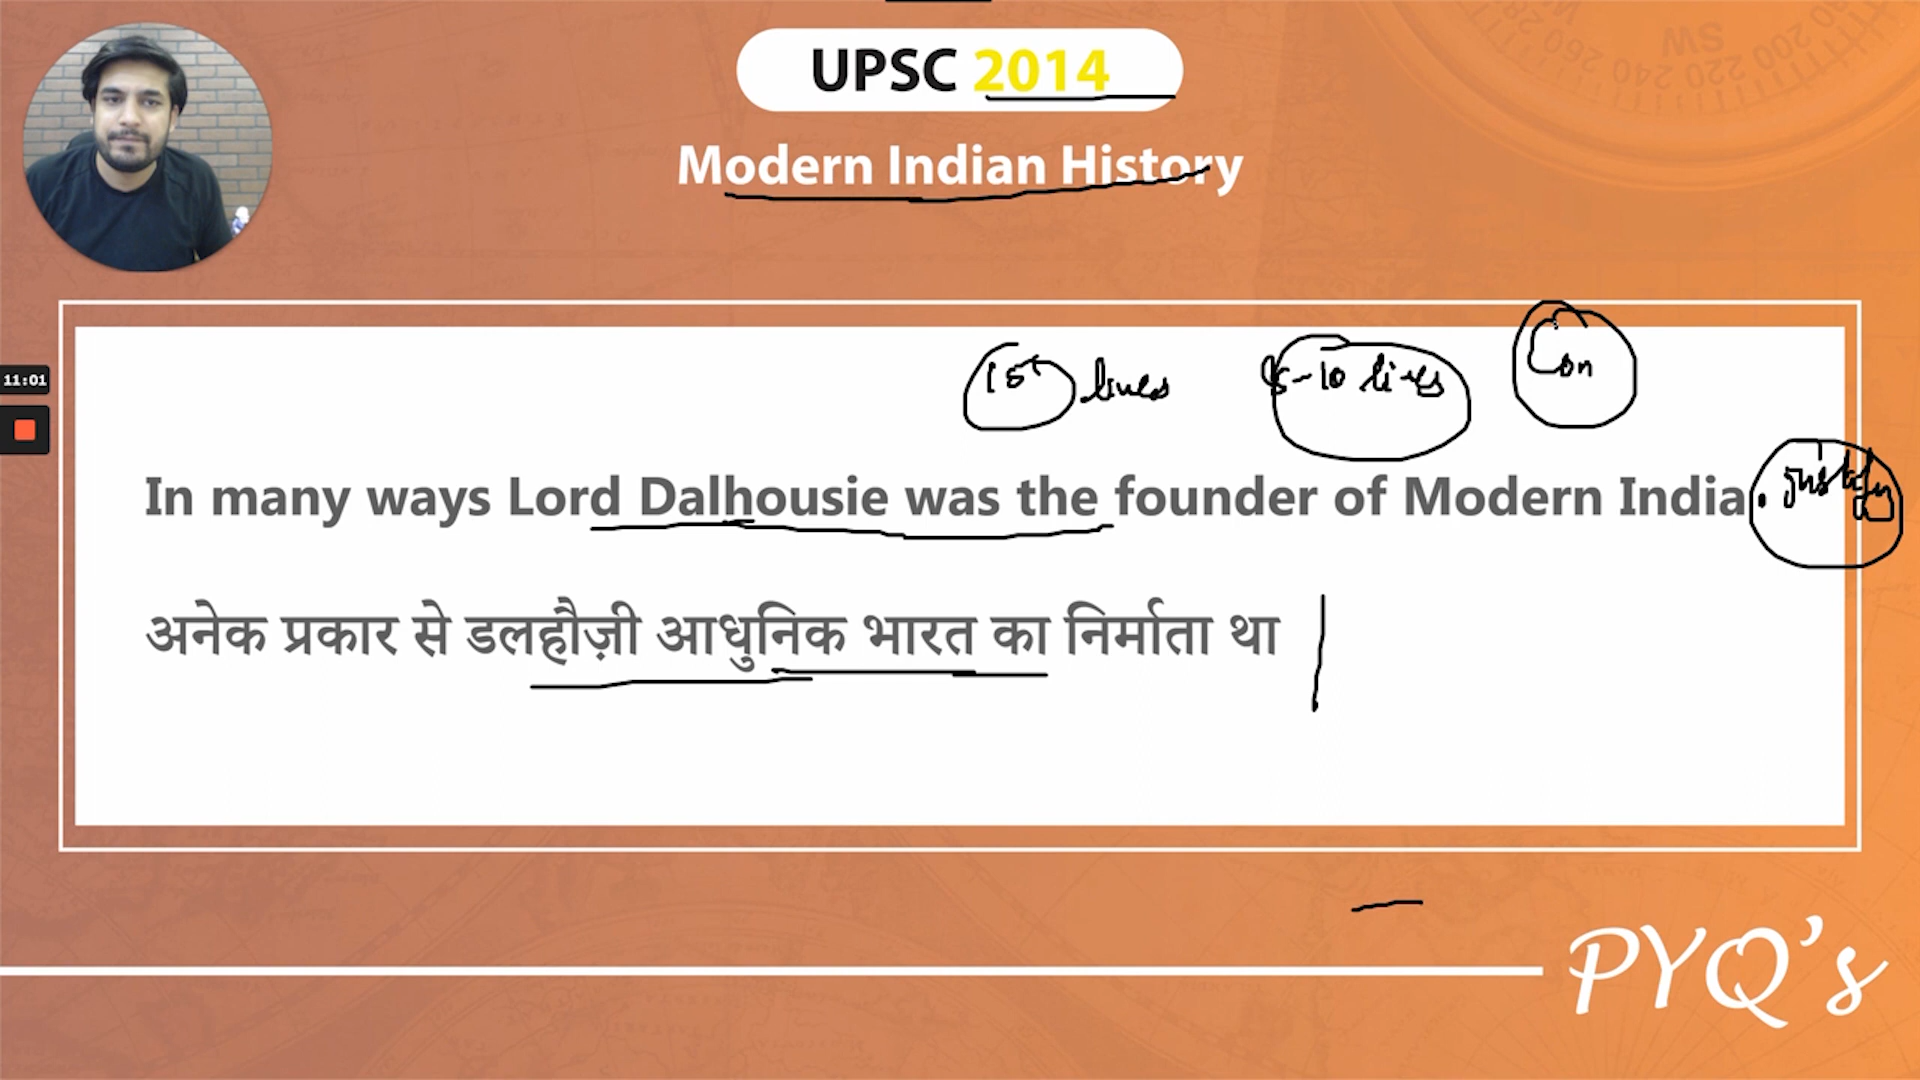 UPSC 2014
Modern Indian History
11:01
1st lines 8-10 lines Con
In many ways Lord Dalhousie was the founder of Modern India. justify
अनेक प्रकार से डलहौज़ी आधुनिक भारत का निर्माता था
PYQ's